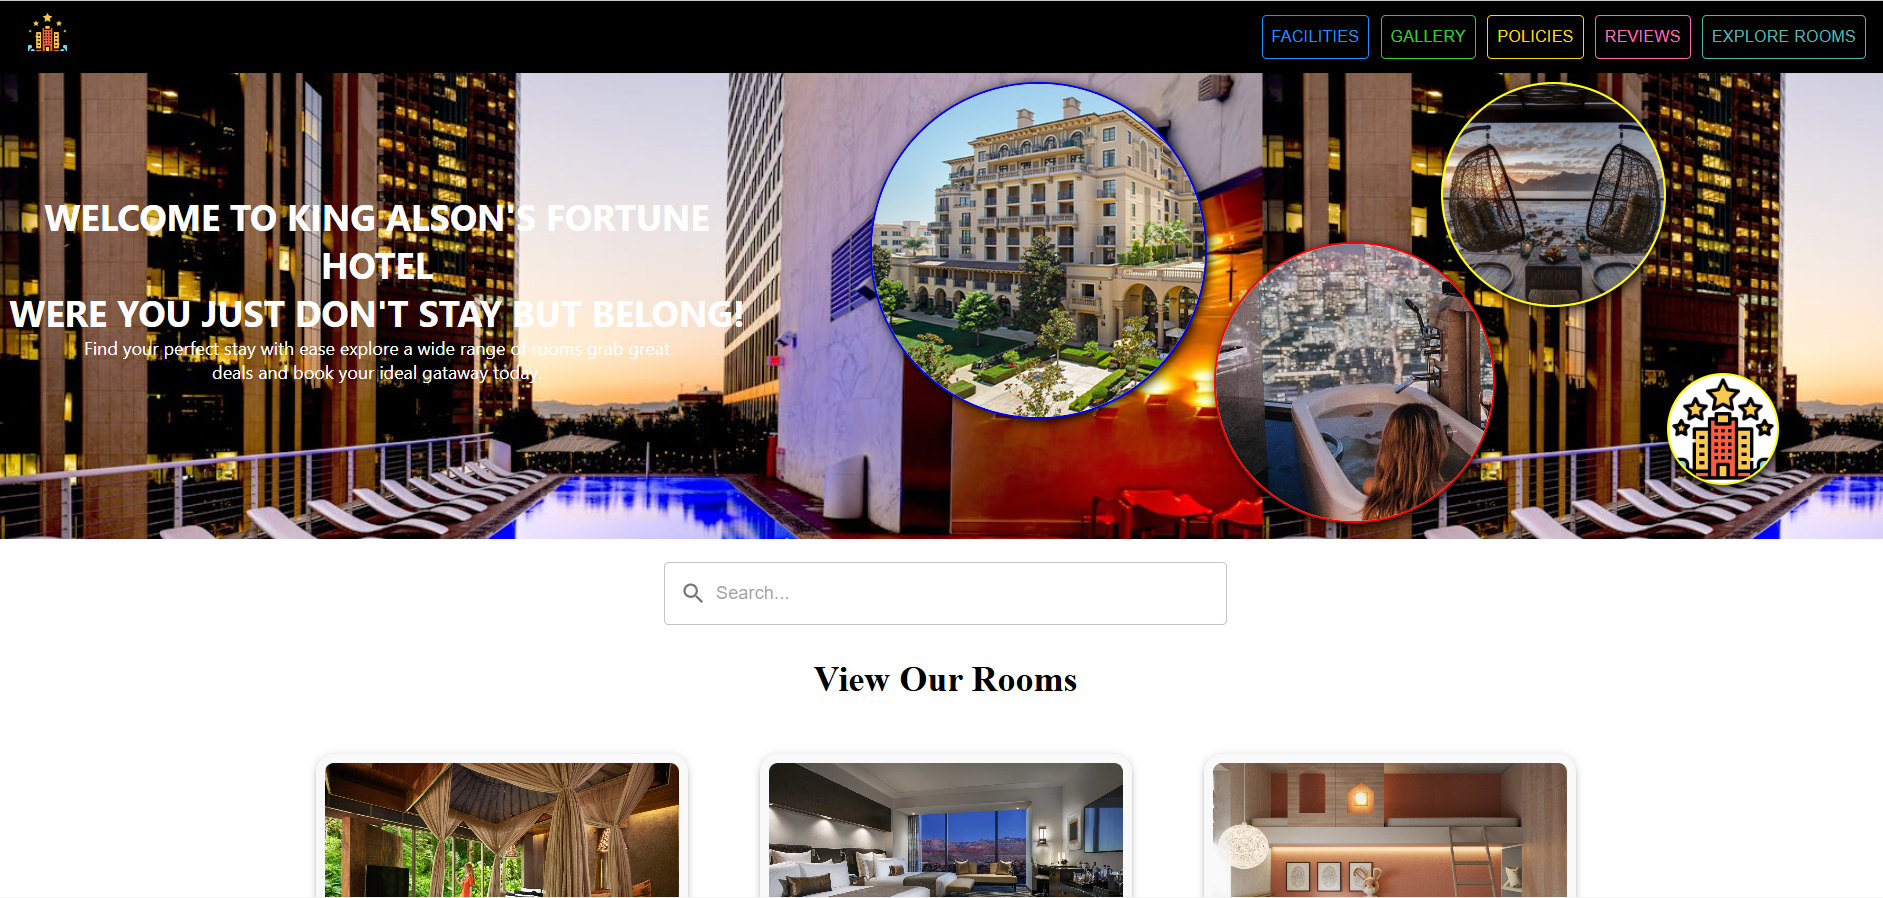 FACILITIES
GALLERY
POLICIES
REVIEWS
EXPLORE ROOMS
WELCOME TO KING ALSON'S FORTUNE
HOTEL
WERE YOU JUST DON'T STAY BUT BELONG!
Find your perfect stay with ease explore a wide range of rooms grab great
deals and book your ideal gataway today.
Search...
View Our Rooms